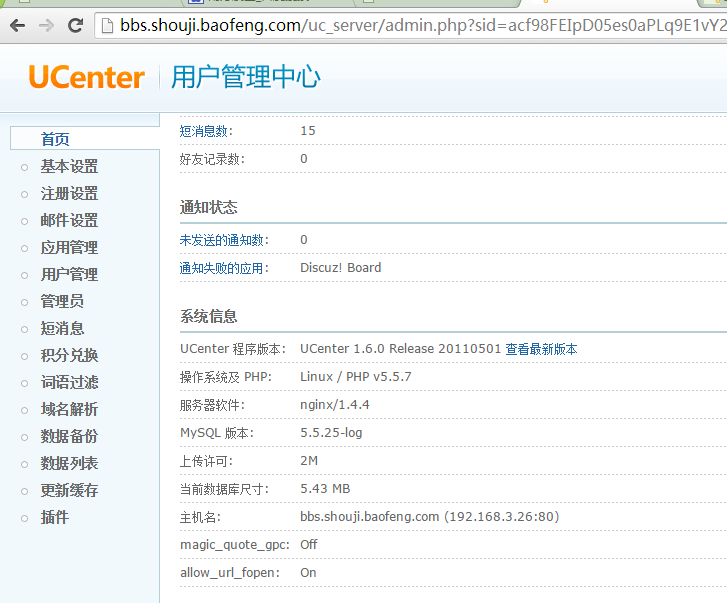 bbs.shouji.baofeng.com/uc_server/admin.php?sid=acf98FEIpD05es0aPLq9E1vY2
UCenter 用户管理中心
首页
基本设置
注册设置
邮件设置
应用管理
用户管理
管理员
短消息
积分兑换
词语过滤
域名解析
数据备份
数据列表
更新缓存
插件
短消息数: 15
好友记录数: 0
通知状态
未发送的通知数: 0
通知失败的应用: Discuz! Board
系统信息
UCenter 程序版本: UCenter 1.6.0 Release 20110501 查看最新版本
操作系统及 PHP: Linux / PHP v5.5.7
服务器软件: nginx/1.4.4
MySQL 版本: 5.5.25-log
上传许可: 2M
当前数据库尺寸: 5.43 MB
主机名: bbs.shouji.baofeng.com (192.168.3.26:80)
magic_quote_gpc: Off
allow_url_fopen: On